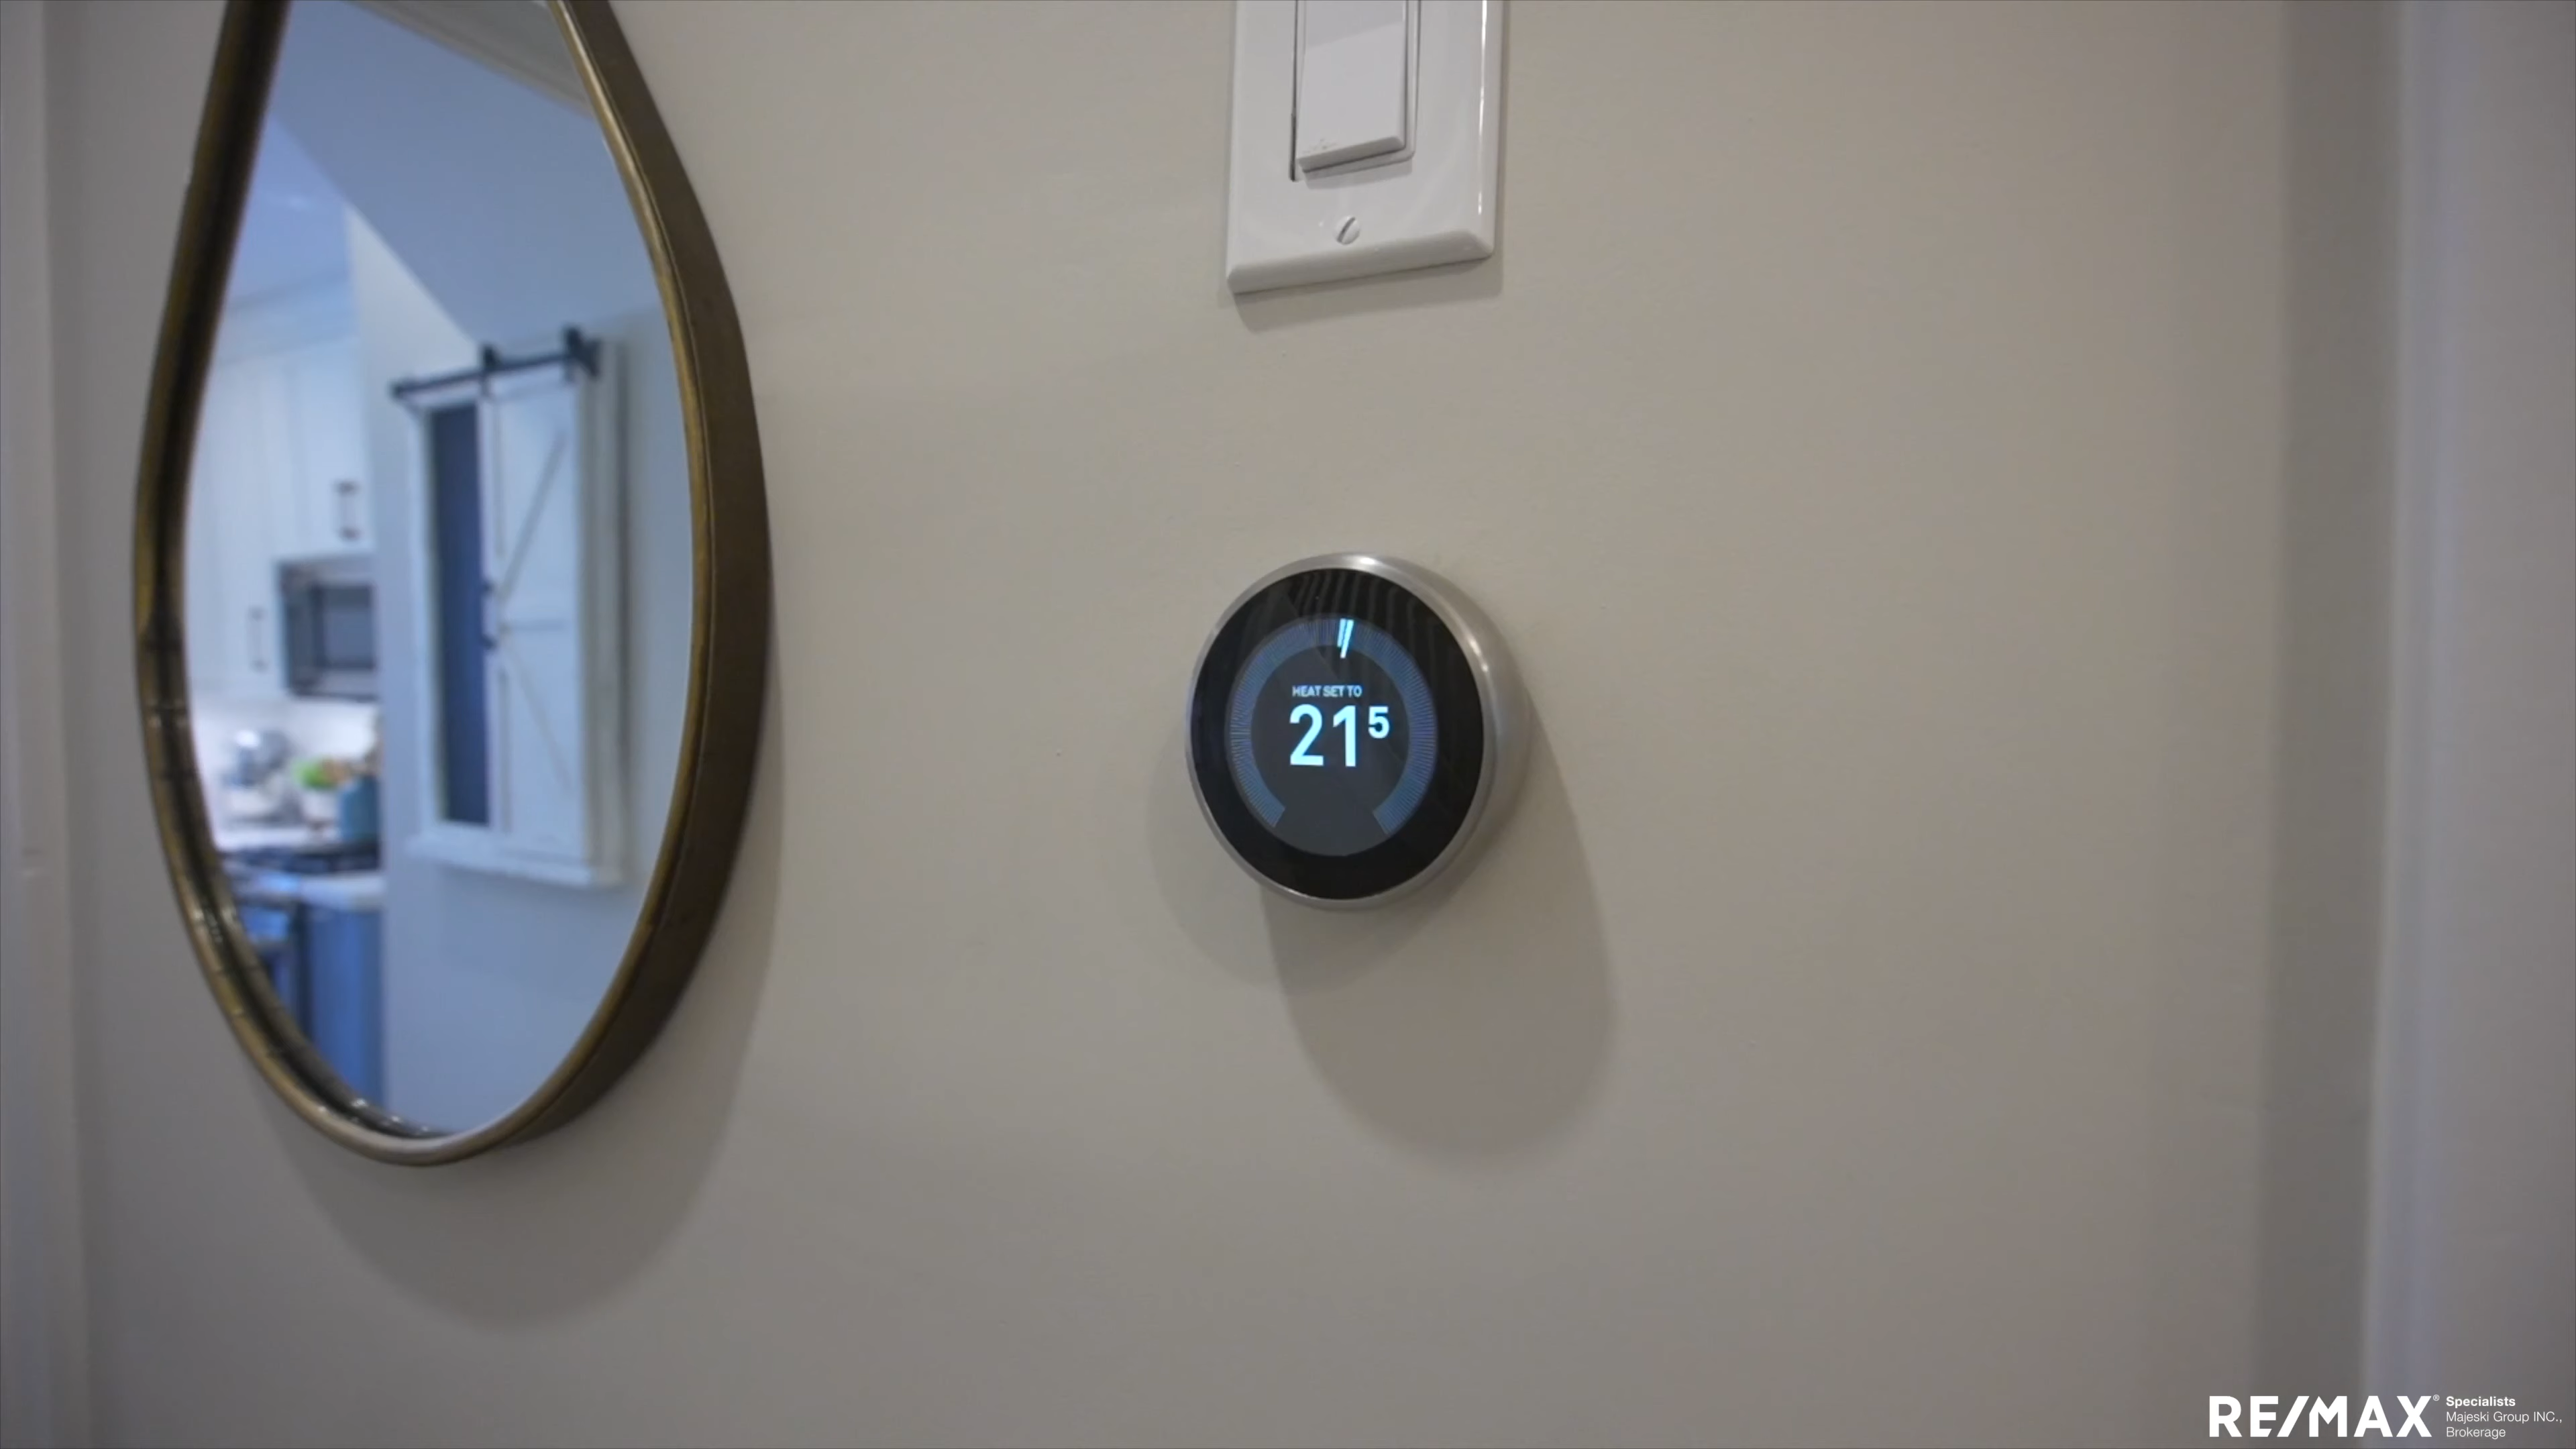 HEAT SET TO
21⁵
RE/MAX® Specialists
Majeski Group INC.,
Brokerage